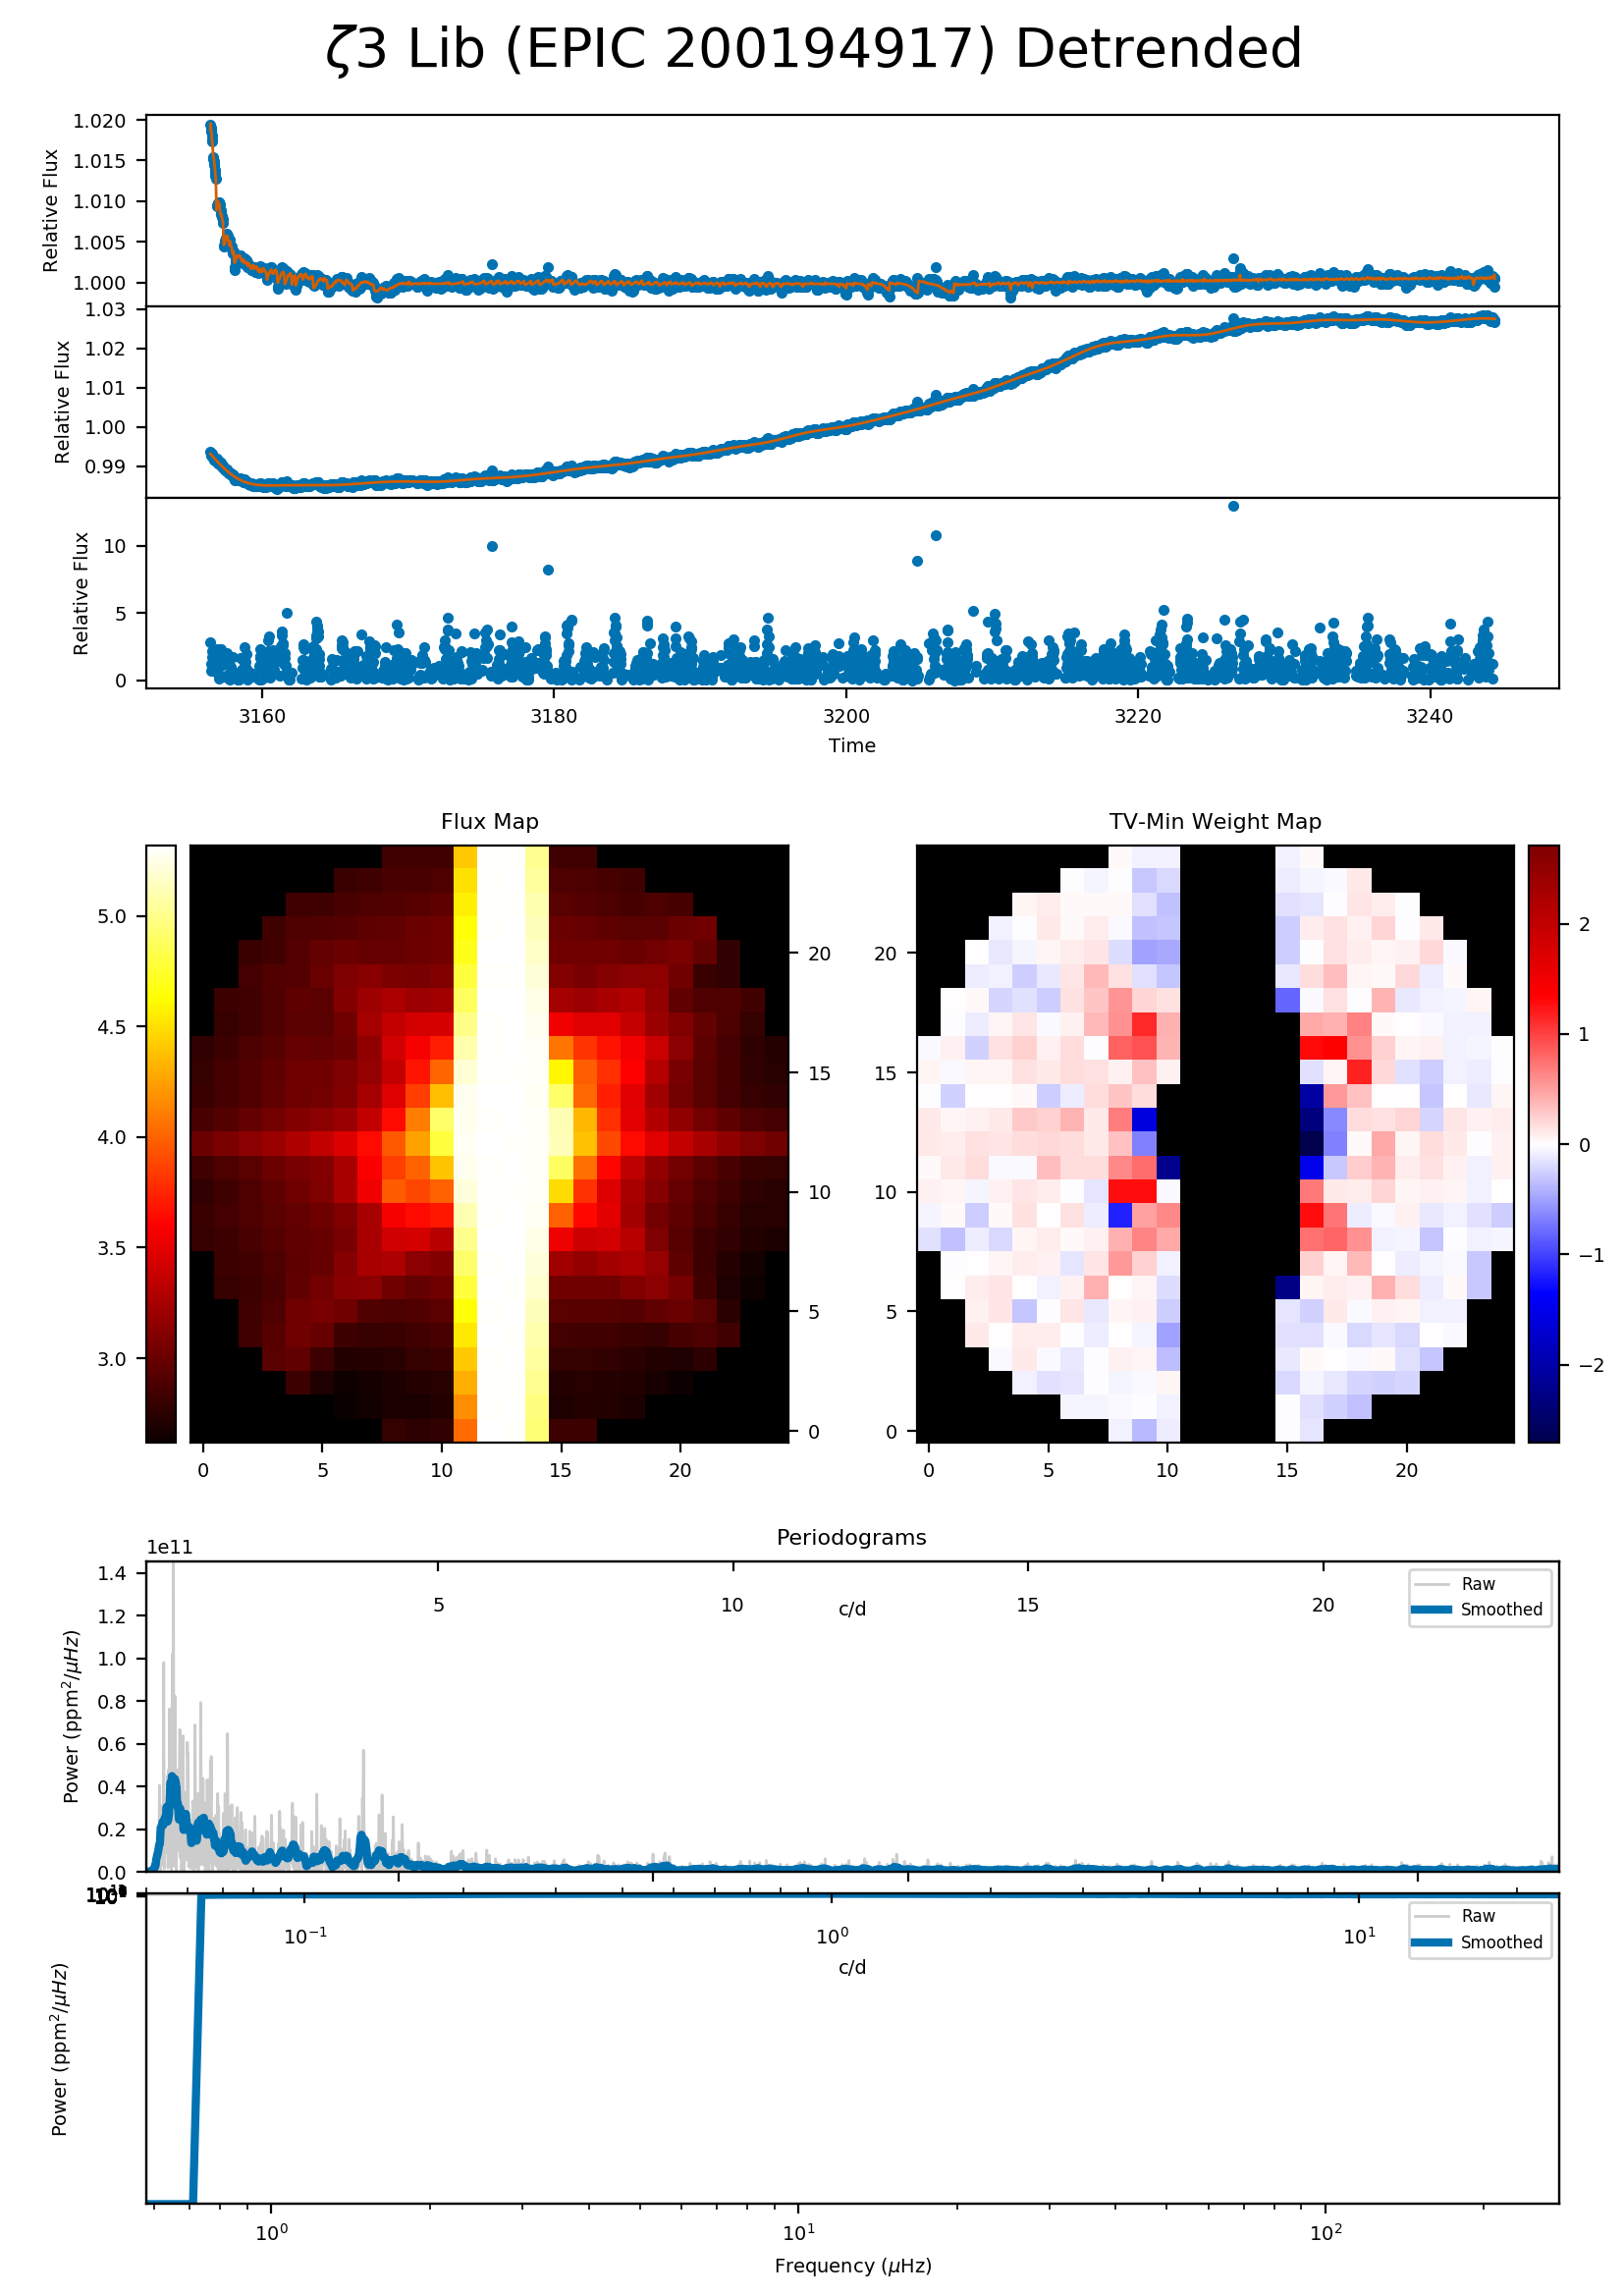 ζ3 Lib (EPIC 200194917) Detrended
1.020
1.015
1.010
1.005
1.000
Relative Flux
1.03
1.02
1.01
1.00
0.99
Relative Flux
10
5
0
Relative Flux
3160 3180 3200 3220 3240
Time
Flux Map
TV-Min Weight Map
5.0
4.5
4.0
3.5
3.0
20
15
10
5
0
0 5 10 15 20
20
15
10
5
0
0 5 10 15 20
2
1
0
−1
−2
Periodograms
1e11
1.4
1.2
1.0
0.8
0.6
0.4
0.2
0.0
Power (ppm²/μHz)
5 10 15 20
c/d
Raw
Smoothed
Power (ppm²/μHz)
10⁻¹ 10⁰ 10¹
c/d
Raw
Smoothed
10⁰ 10¹ 10²
Frequency (μHz)